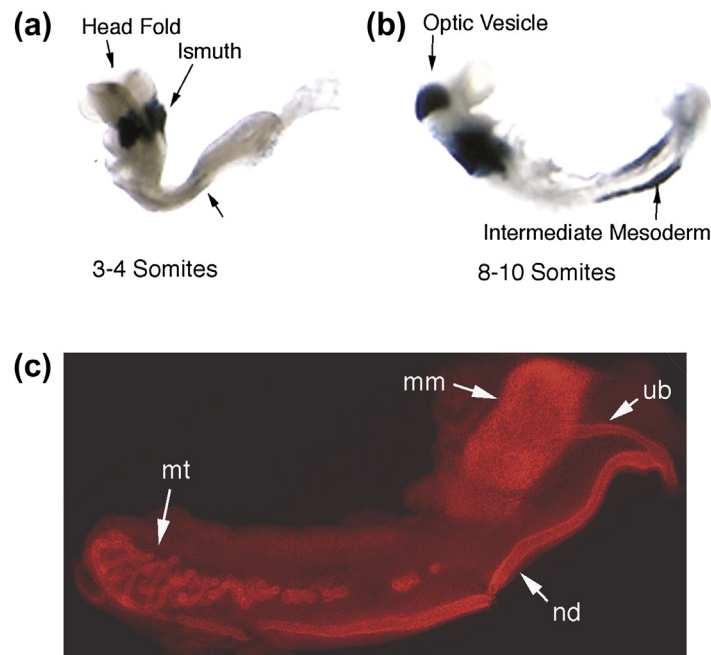 (a)
Head Fold
Ismuth
3-4 Somites
(b)
Optic Vesicle
Intermediate Mesoderm
8-10 Somites
(c)
mm
ub
mt
nd